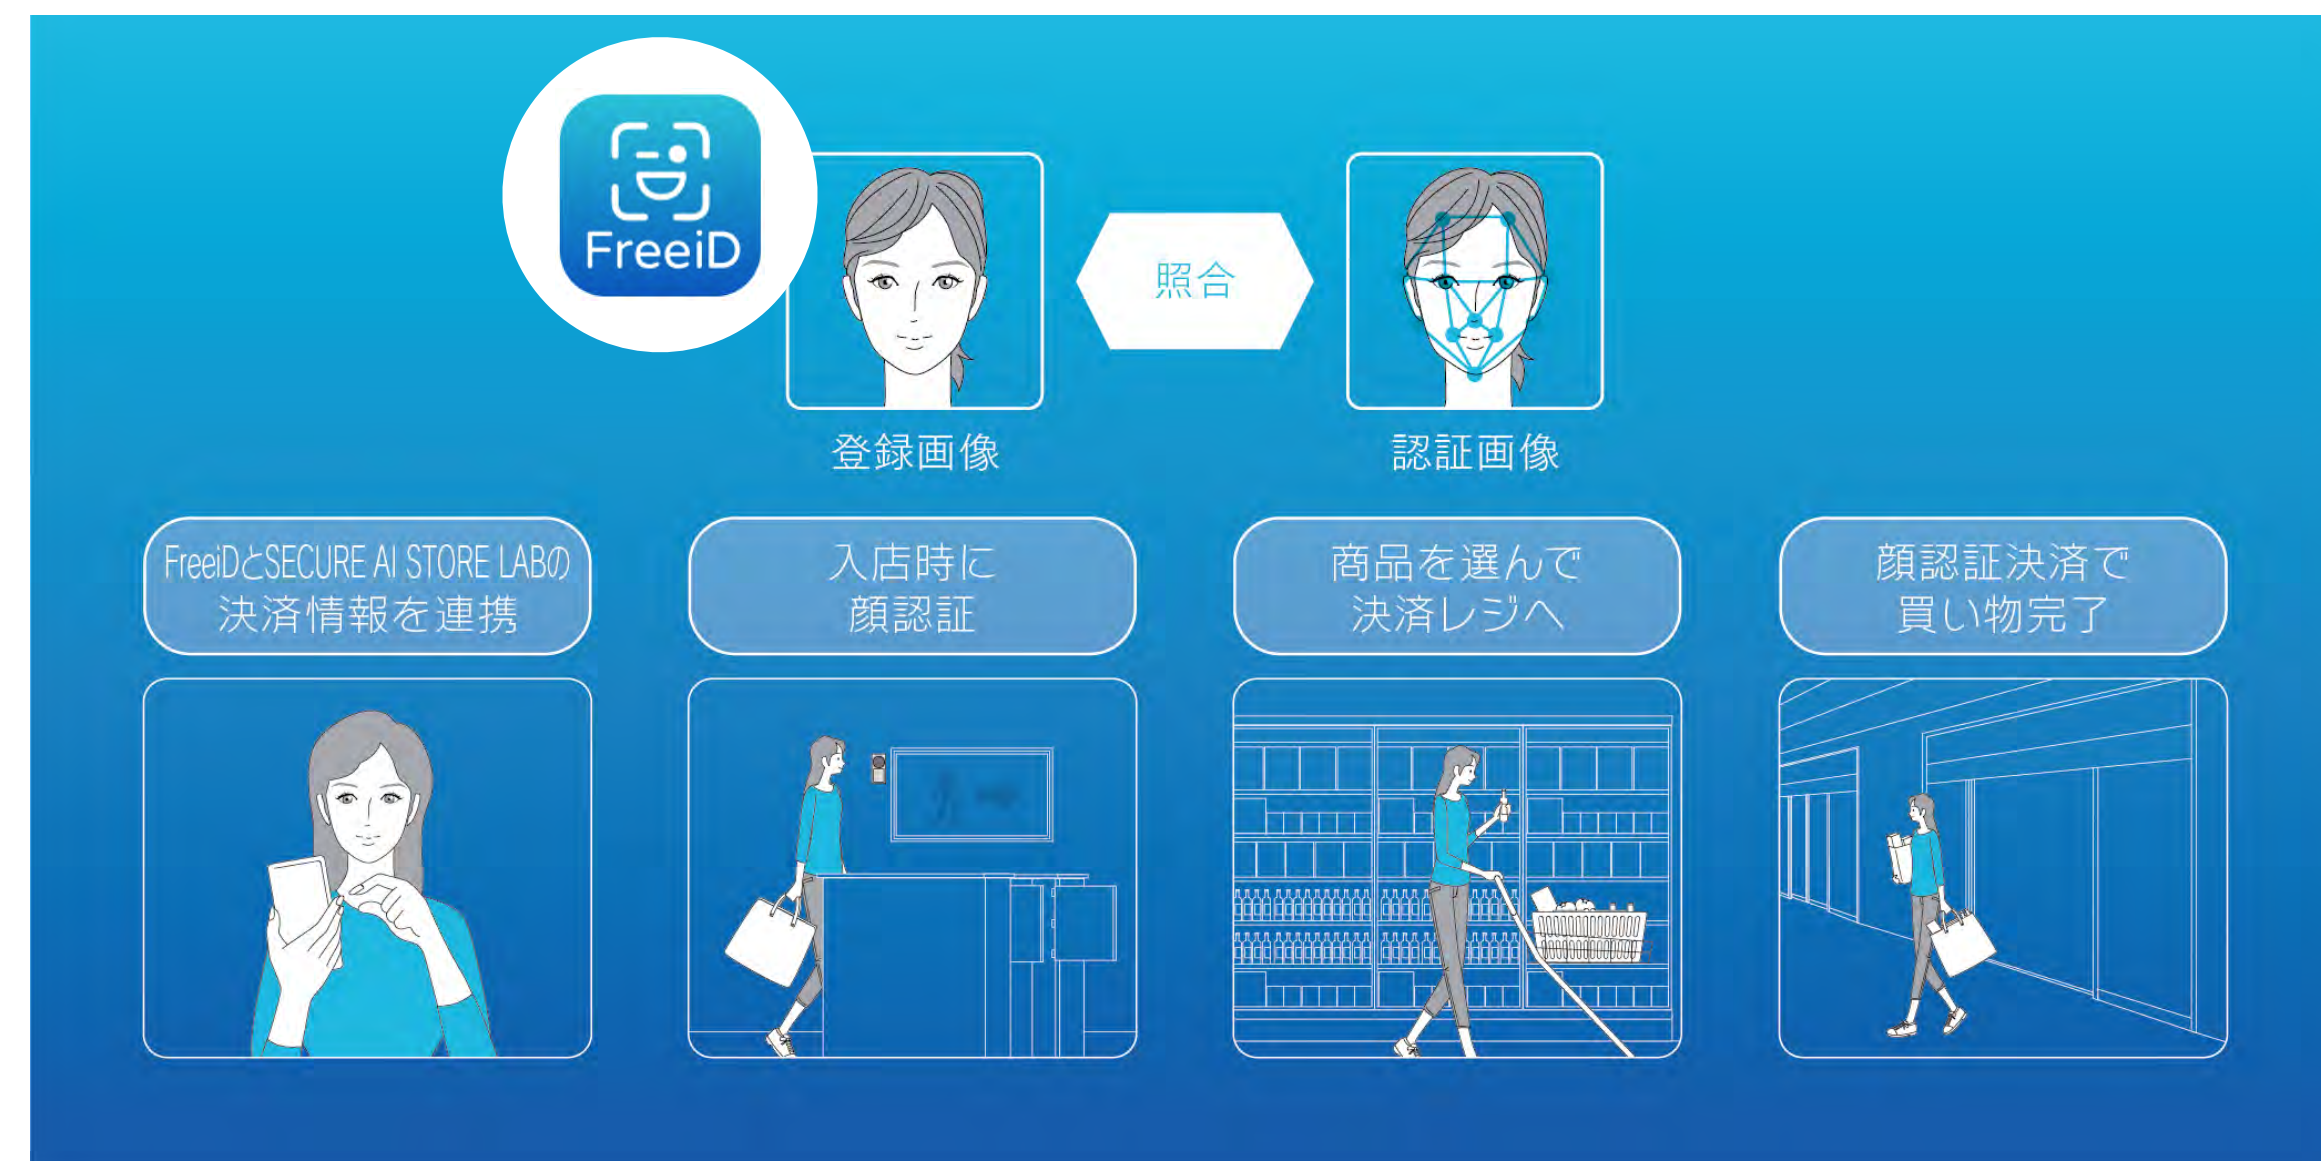 FreeiD
照合
登録画像
認証画像
FreeiDとSECURE AI STORE LABの
決済情報を連携
入店時に
顔認証
商品を選んで
決済レジへ
顔認証決済で
買い物完了